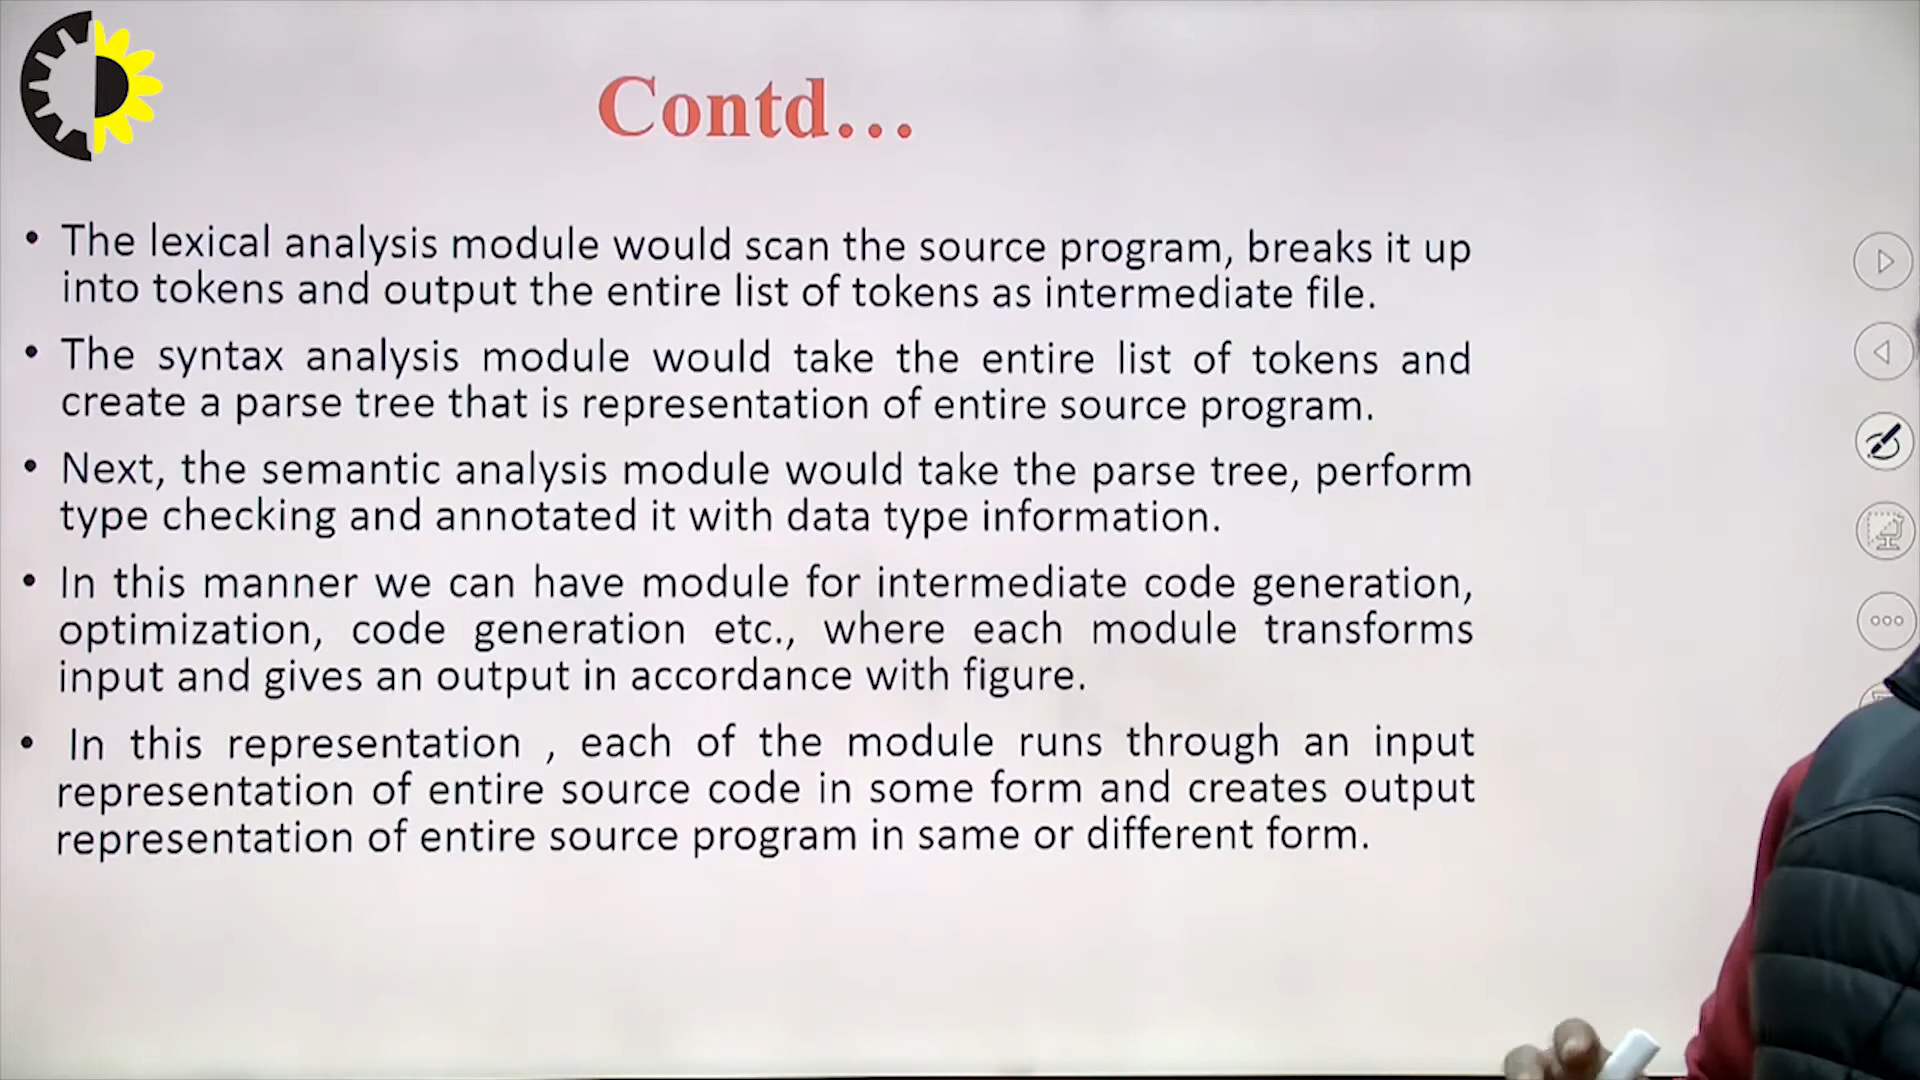 Contd...
• The lexical analysis module would scan the source program, breaks it up
into tokens and output the entire list of tokens as intermediate file.
• The syntax analysis module would take the entire list of tokens and
create a parse tree that is representation of entire source program.
• Next, the semantic analysis module would take the parse tree, perform
type checking and annotated it with data type information.
• In this manner we can have module for intermediate code generation,
optimization, code generation etc., where each module transforms
input and gives an output in accordance with figure.
• In this representation , each of the module runs through an input
representation of entire source code in some form and creates output
representation of entire source program in same or different form.